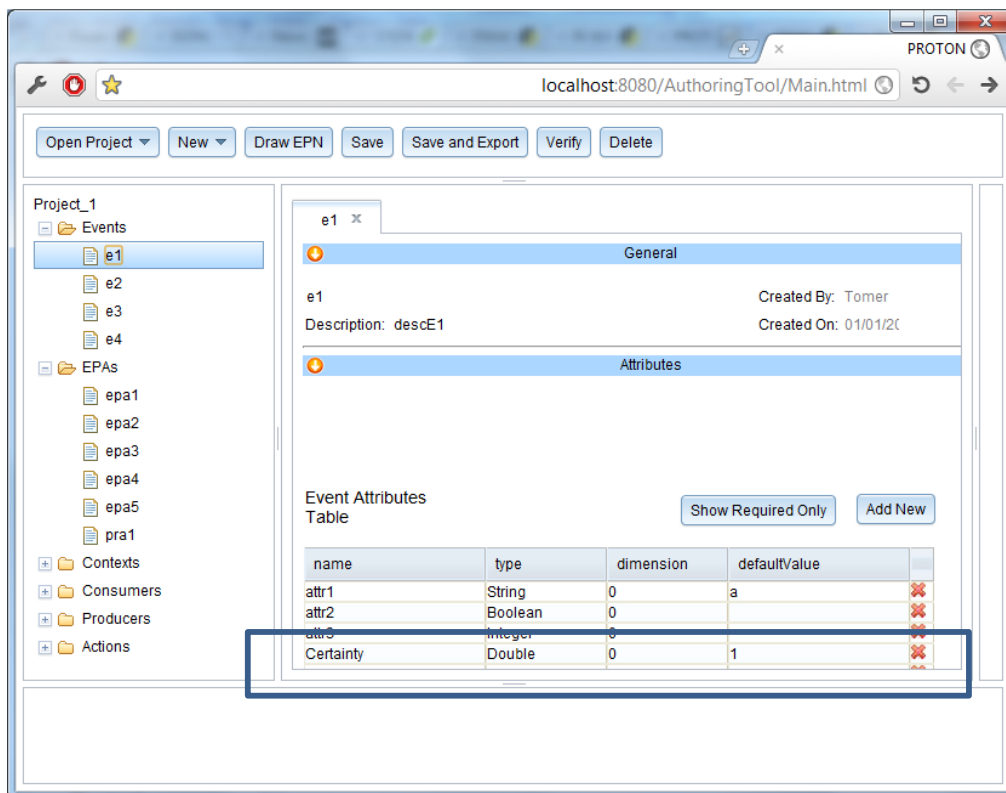 PROTON
localhost:8080/AuthoringTool/Main.html
Open Project New Draw EPN Save Save and Export Verify Delete
Project_1
Events
e1
e2
e3
e4
EPAs
epa1
epa2
epa3
epa4
epa5
pra1
Contexts
Consumers
Producers
Actions
e1
General
e1 Created By: Tomer
Description: descE1 Created On: 01/01/20
Attributes
Event Attributes
Table
Show Required Only Add New
name type dimension defaultValue
attr1 String 0 a
attr2 Boolean 0
attr3 Integer 0
Certainty Double 0 1